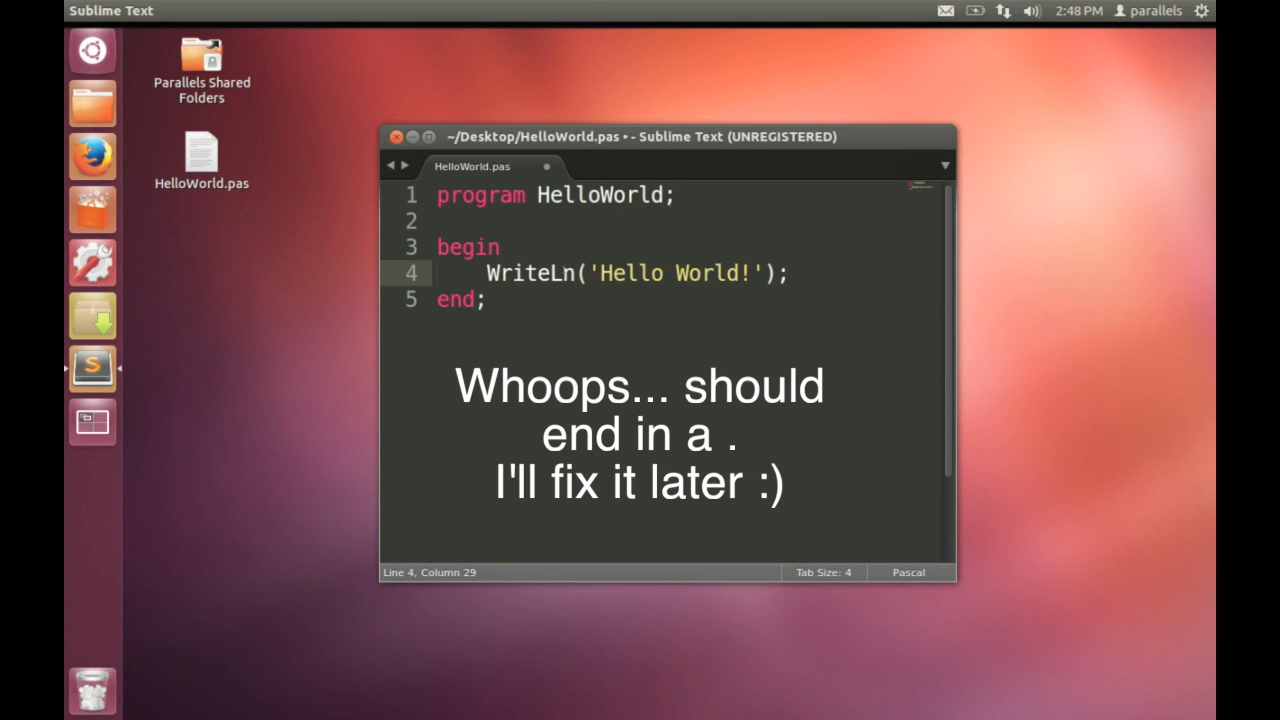 Sublime Text
2:48 PM parallels
Parallels Shared
Folders
HelloWorld.pas
~/Desktop/HelloWorld.pas • - Sublime Text (UNREGISTERED)
HelloWorld.pas
1 program HelloWorld;
2
3 begin
4     WriteLn('Hello World!');
5 end;
Whoops... should
end in a .
I'll fix it later :)
Line 4, Column 29
Tab Size: 4
Pascal